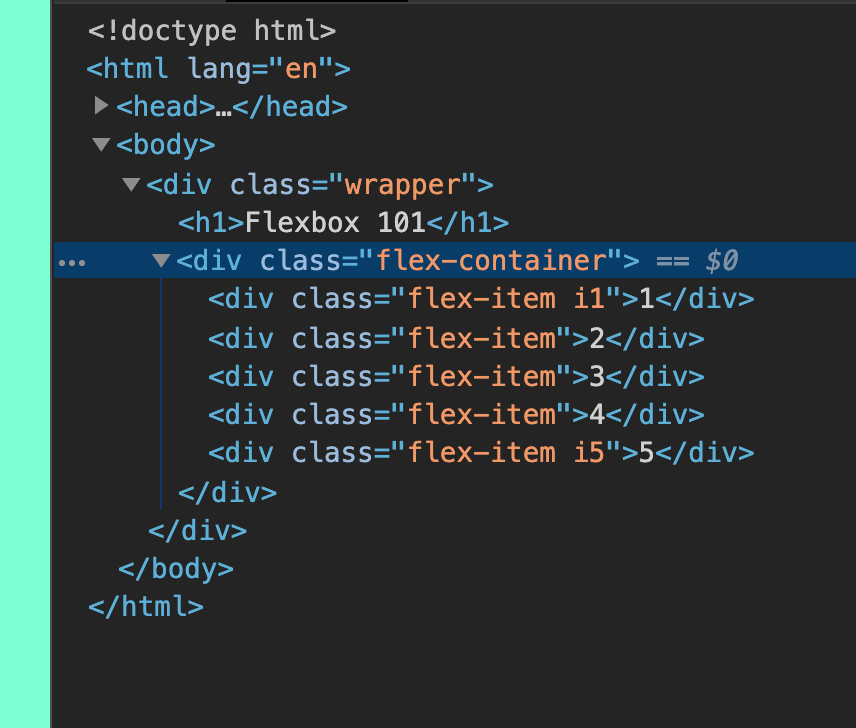 <!doctype html>
<html lang="en">
<head>…</head>
<body>
<div class="wrapper">
<h1>Flexbox 101</h1>
<div class="flex-container"> == $0
<div class="flex-item i1">1</div>
<div class="flex-item">2</div>
<div class="flex-item">3</div>
<div class="flex-item">4</div>
<div class="flex-item i5">5</div>
</div>
</div>
</body>
</html>